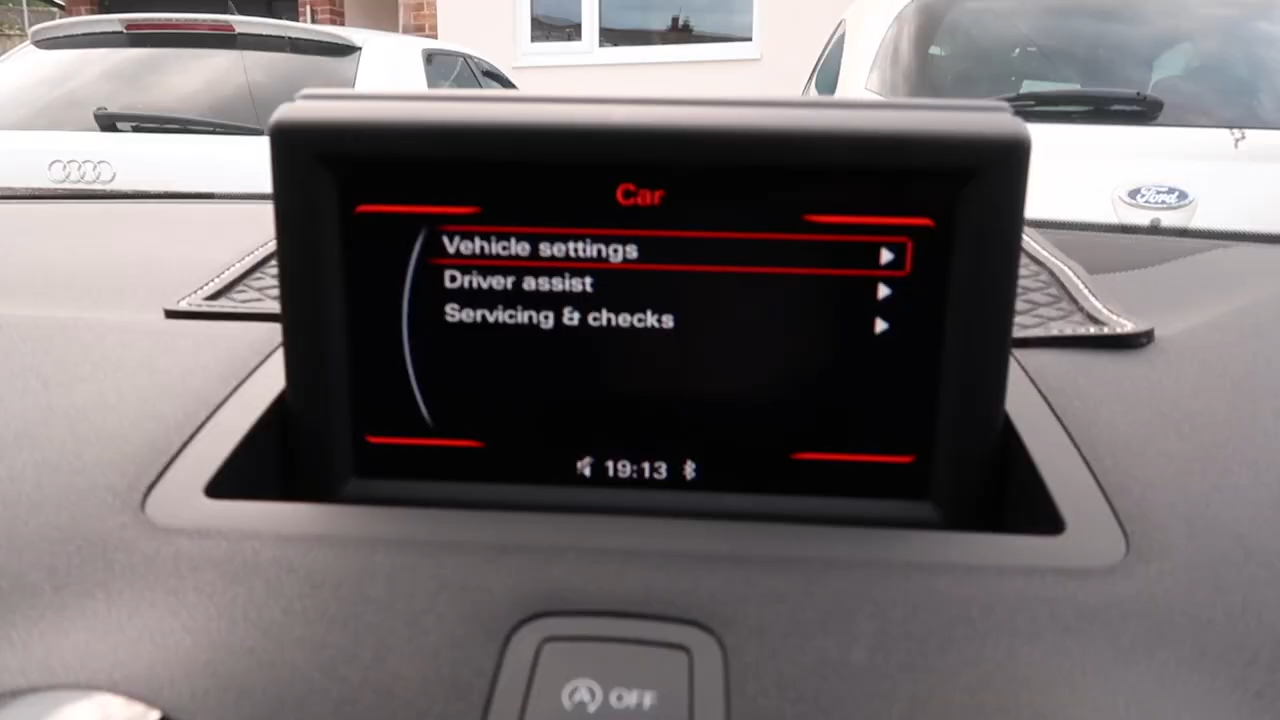 Ford
Car
Vehicle settings
Driver assist
Servicing & checks
19:13
A OFF